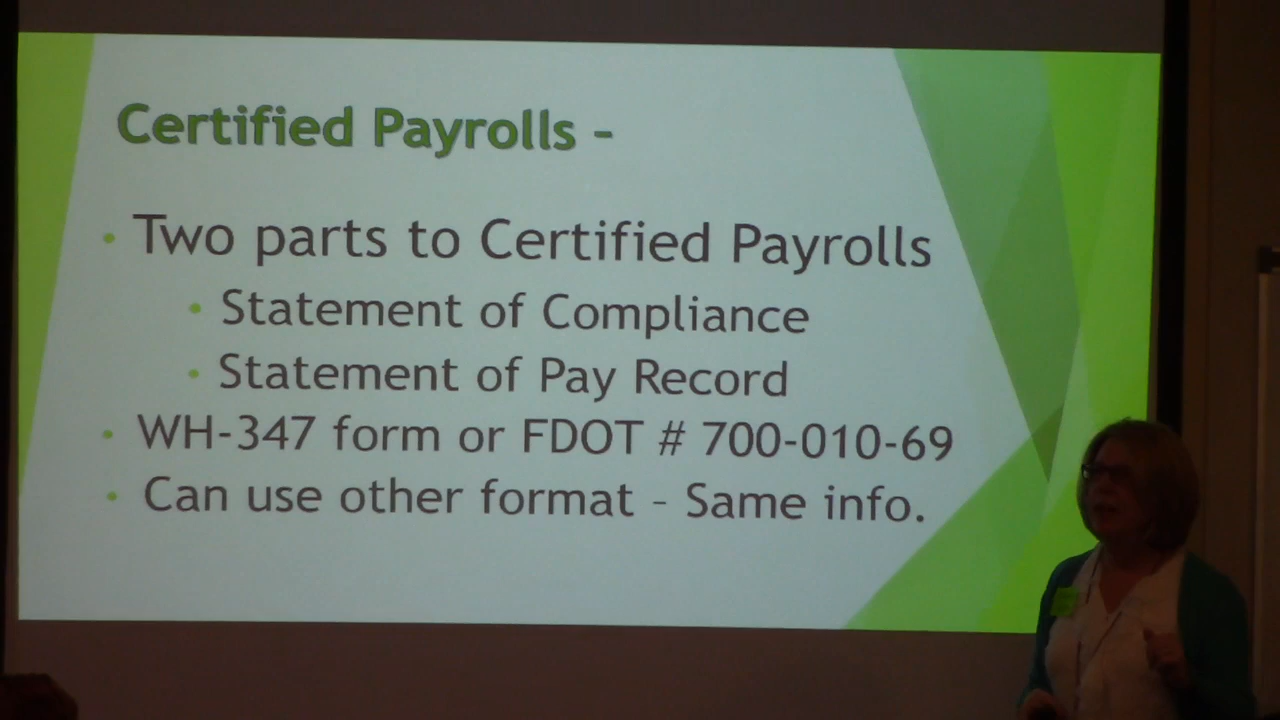 Certified Payrolls -
• Two parts to Certified Payrolls
• Statement of Compliance
• Statement of Pay Record
• WH-347 form or FDOT # 700-010-69
• Can use other format – Same info.